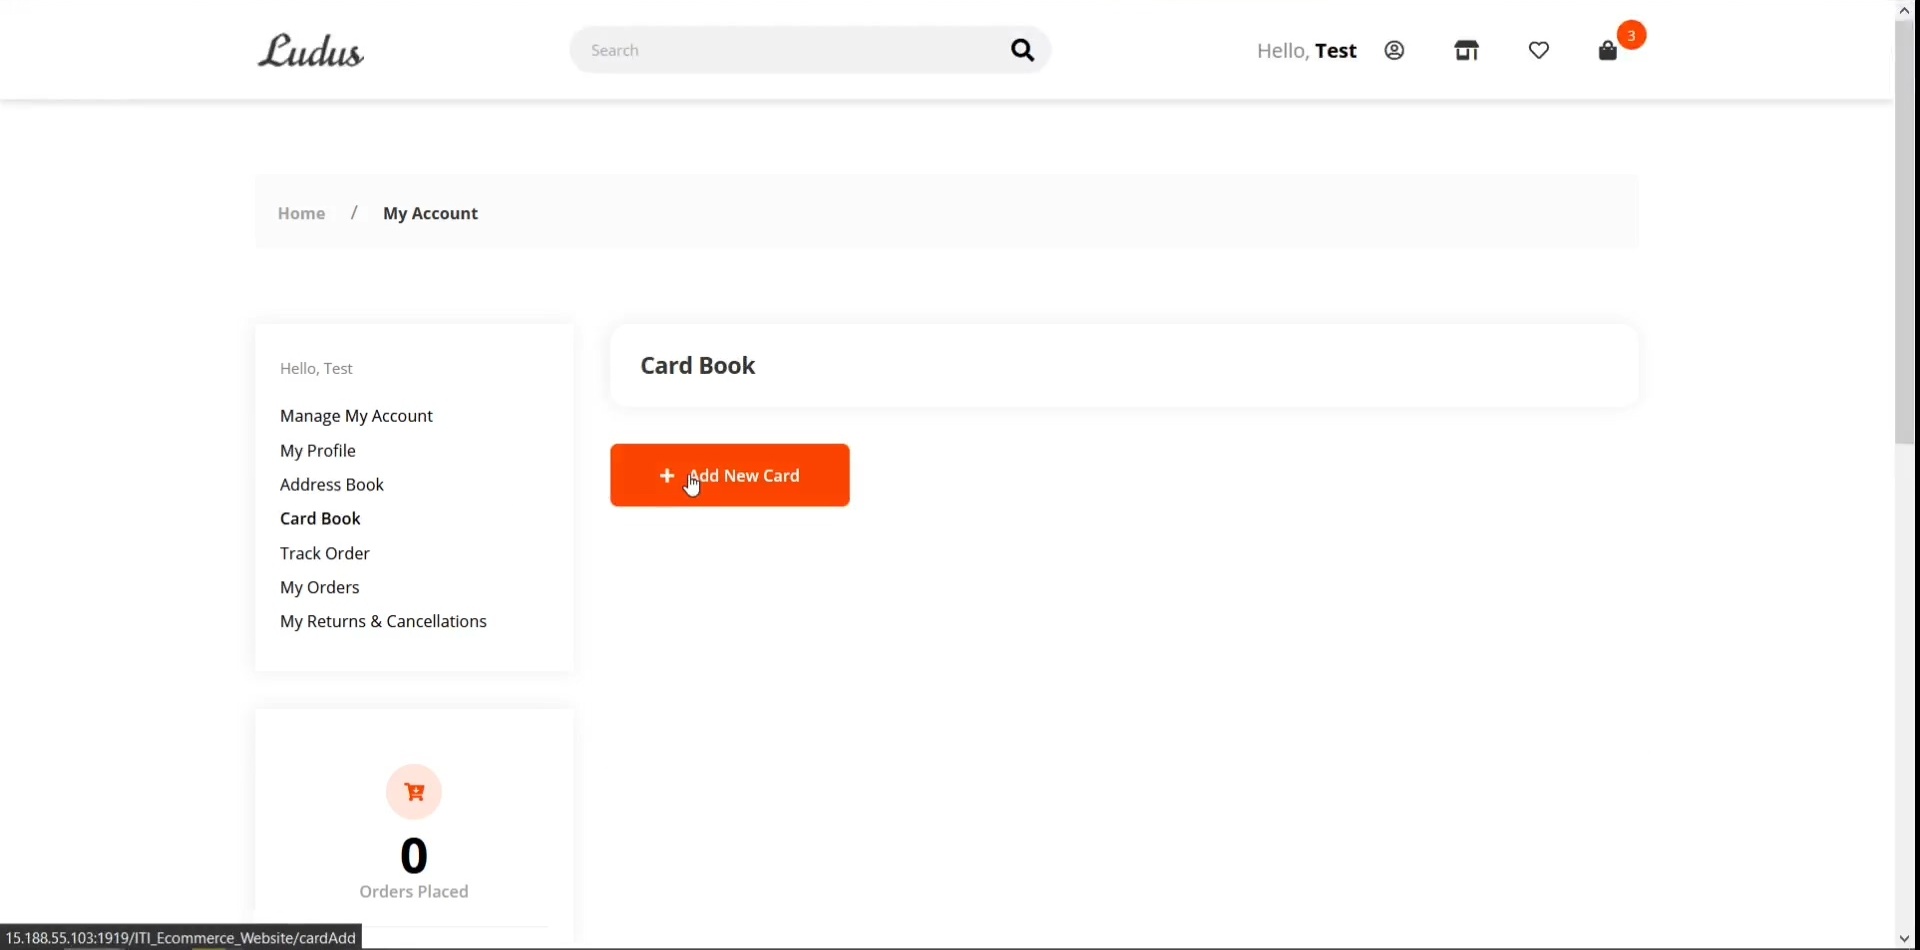 Ludus
Search
Hello, Test
3
Home / My Account
Hello, Test
Manage My Account
My Profile
Address Book
Card Book
Track Order
My Orders
My Returns & Cancellations
Card Book
+ Add New Card
0
Orders Placed
15.188.55.103:1919/ITI_Ecommerce_Website/cardAdd